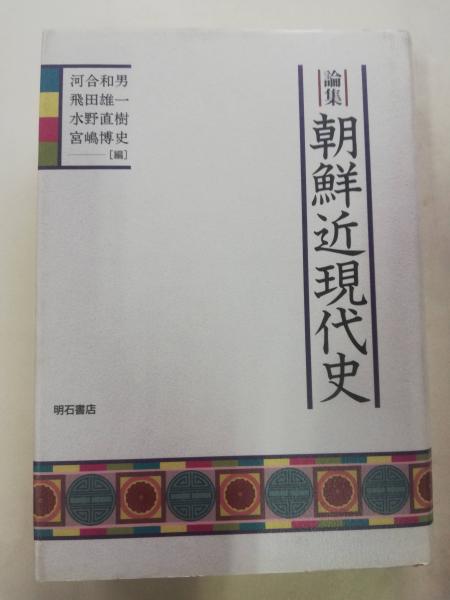 論集
朝鮮近現代史
河合和男
飛田雄一
水野直樹
宮嶋博史
[編]
明石書店